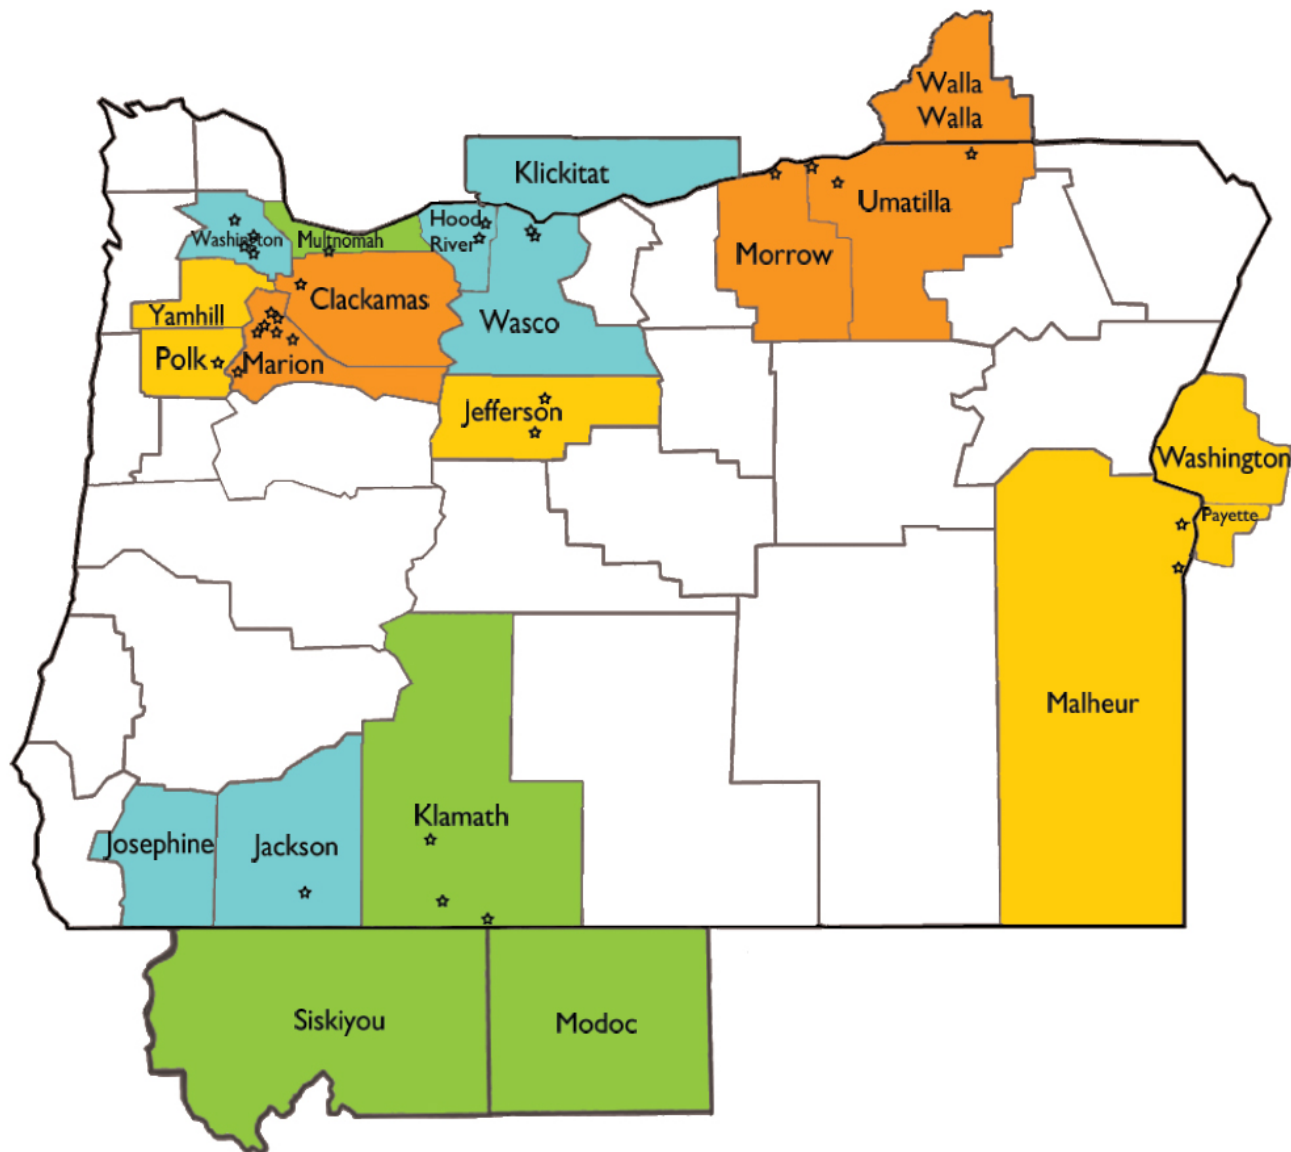 Walla
Walla
Klickitat
Umatilla
Hood
River
Washington
Multnomah
Morrow
Clackamas
Yamhill
Wasco
Polk
Marion
Jefferson
Washington
Payette
Malheur
Klamath
Josephine
Jackson
Siskiyou
Modoc